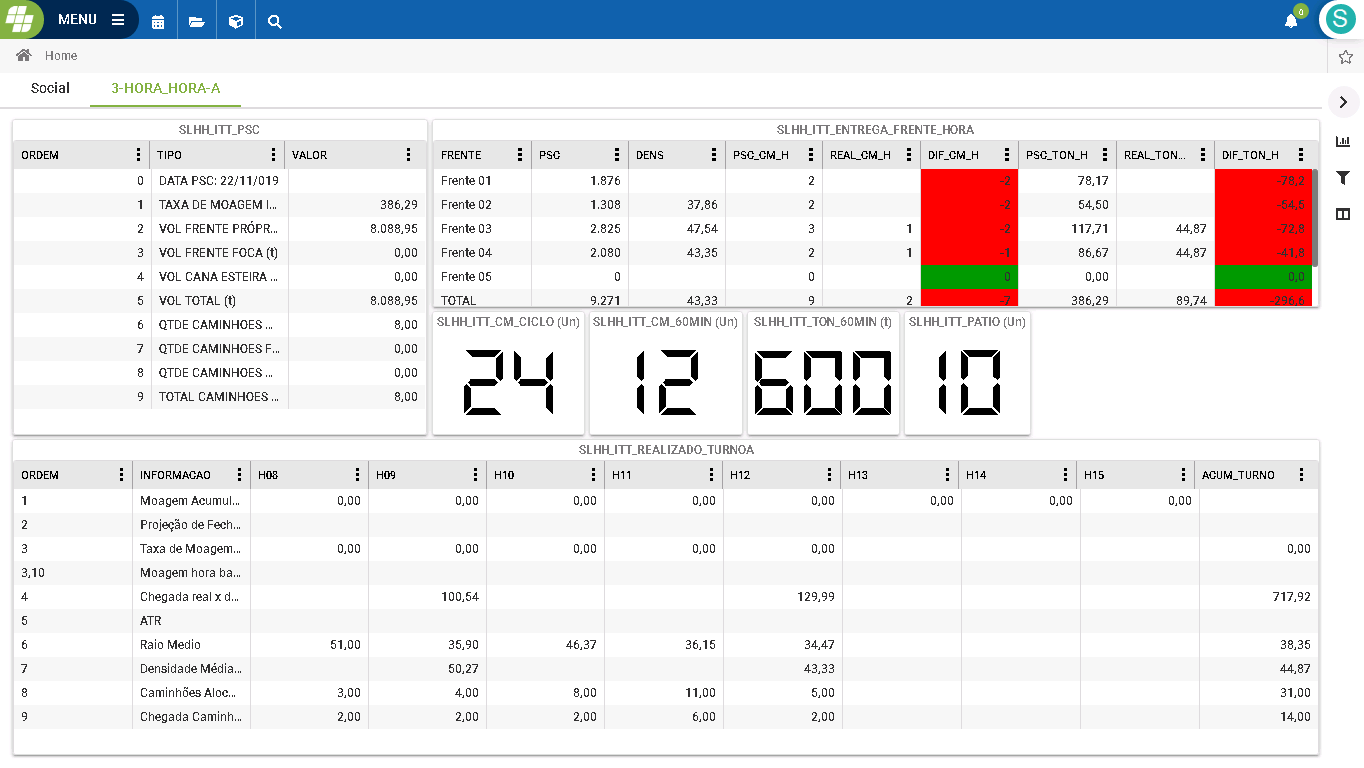 MENU
0
S
Home
Social 3-HORA_HORA-A
SLHH_ITT_PSC
ORDEM TIPO VALOR
0 DATA PSC: 22/11/019
1 TAXA DE MOAGEM I... 386,29
2 VOL FRENTE PRÓPR... 8.088,95
3 VOL FRENTE FOCA (t) 0,00
4 VOL CANA ESTEIRA ... 0,00
5 VOL TOTAL (t) 8.088,95
6 QTDE CAMINHOES ... 8,00
7 QTDE CAMINHOES F... 0,00
8 QTDE CAMINHOES ... 0,00
9 TOTAL CAMINHOES ... 8,00
SLHH_ITT_ENTREGA_FRENTE_HORA
FRENTE PSC DENS PSC_CM_H REAL_CM_H DIF_CM_H PSC_TON_H REAL_TON... DIF_TON_H
Frente 01 1.876 2 -2 78,17 -78,2
Frente 02 1.308 37,86 2 -2 54,50 -54,5
Frente 03 2.825 47,54 3 1 -2 117,71 44,87 -72,8
Frente 04 2.080 43,35 2 1 -1 86,67 44,87 -41,8
Frente 05 0 0 0 0,00 0,0
TOTAL 9.271 43,33 9 2 -7 386,29 89,74 -296,6
SLHH_ITT_CM_CICLO (Un)
24
SLHH_ITT_CM_60MIN (Un)
12
SLHH_ITT_TON_60MIN (t)
600
SLHH_ITT_PATIO (Un)
10
SLHH_ITT_REALIZADO_TURNOA
ORDEM INFORMACAO H08 H09 H10 H11 H12 H13 H14 H15 ACUM_TURNO
1 Moagem Acumul... 0,00 0,00 0,00 0,00 0,00 0,00 0,00 0,00
2 Projeção de Fech...
3 Taxa de Moagem... 0,00 0,00 0,00 0,00 0,00 0,00
3,10 Moagem hora ba...
4 Chegada real x d... 100,54 129,99 717,92
5 ATR
6 Raio Medio 51,00 35,90 46,37 36,15 34,47 38,35
7 Densidade Média... 50,27 43,33 44,87
8 Caminhões Aloc... 3,00 4,00 8,00 11,00 5,00 31,00
9 Chegada Caminh... 2,00 2,00 2,00 6,00 2,00 14,00